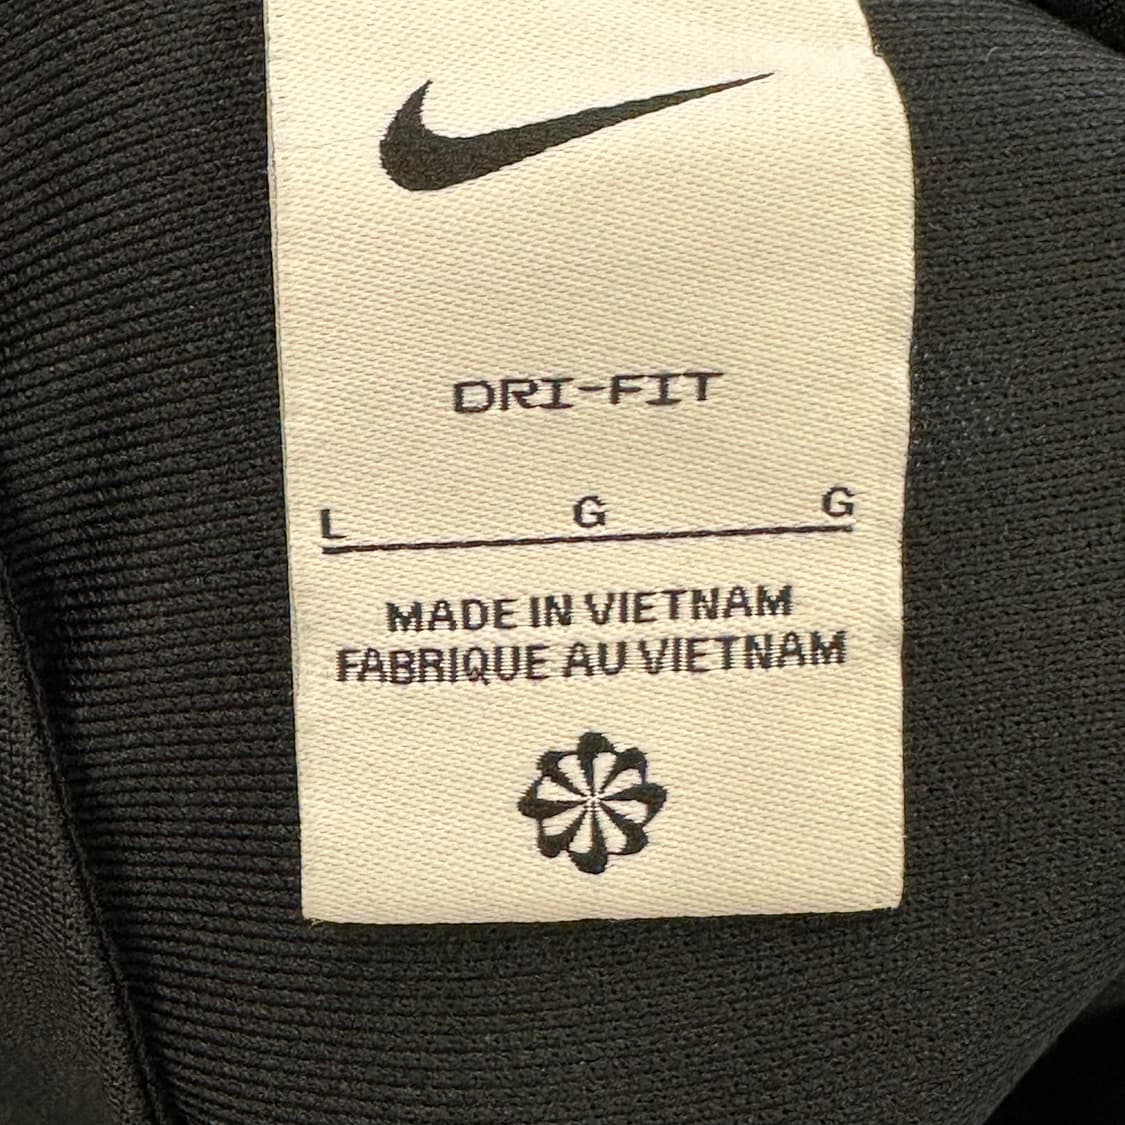 DRI-FIT
L G G
MADE IN VIETNAM
FABRIQUE AU VIETNAM